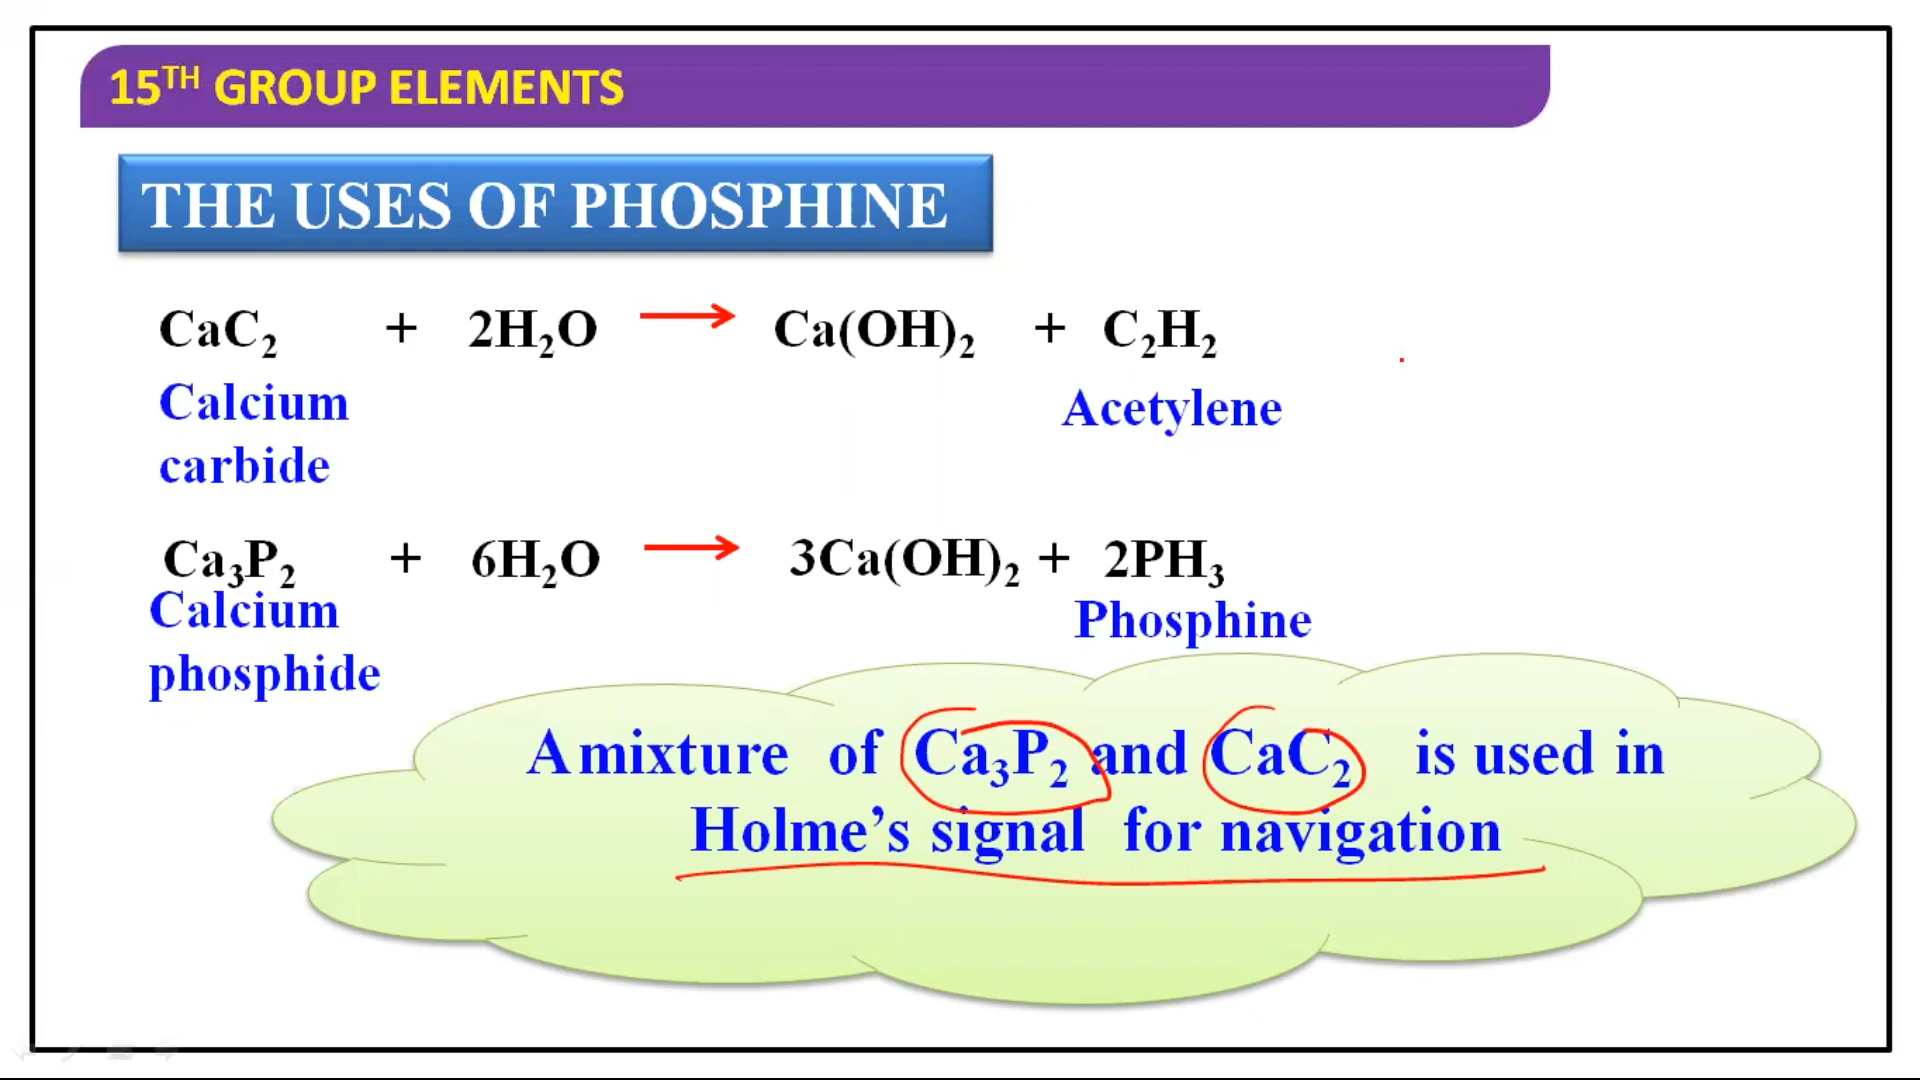 15TH GROUP ELEMENTS
THE USES OF PHOSPHINE
CaC₂ + 2H₂O → Ca(OH)₂ + C₂H₂
Calcium carbide
Acetylene
Ca₃P₂ + 6H₂O → 3Ca(OH)₂ + 2PH₃
Calcium phosphide
Phosphine
A mixture of Ca₃P₂ and CaC₂ is used in
Holme’s signal for navigation